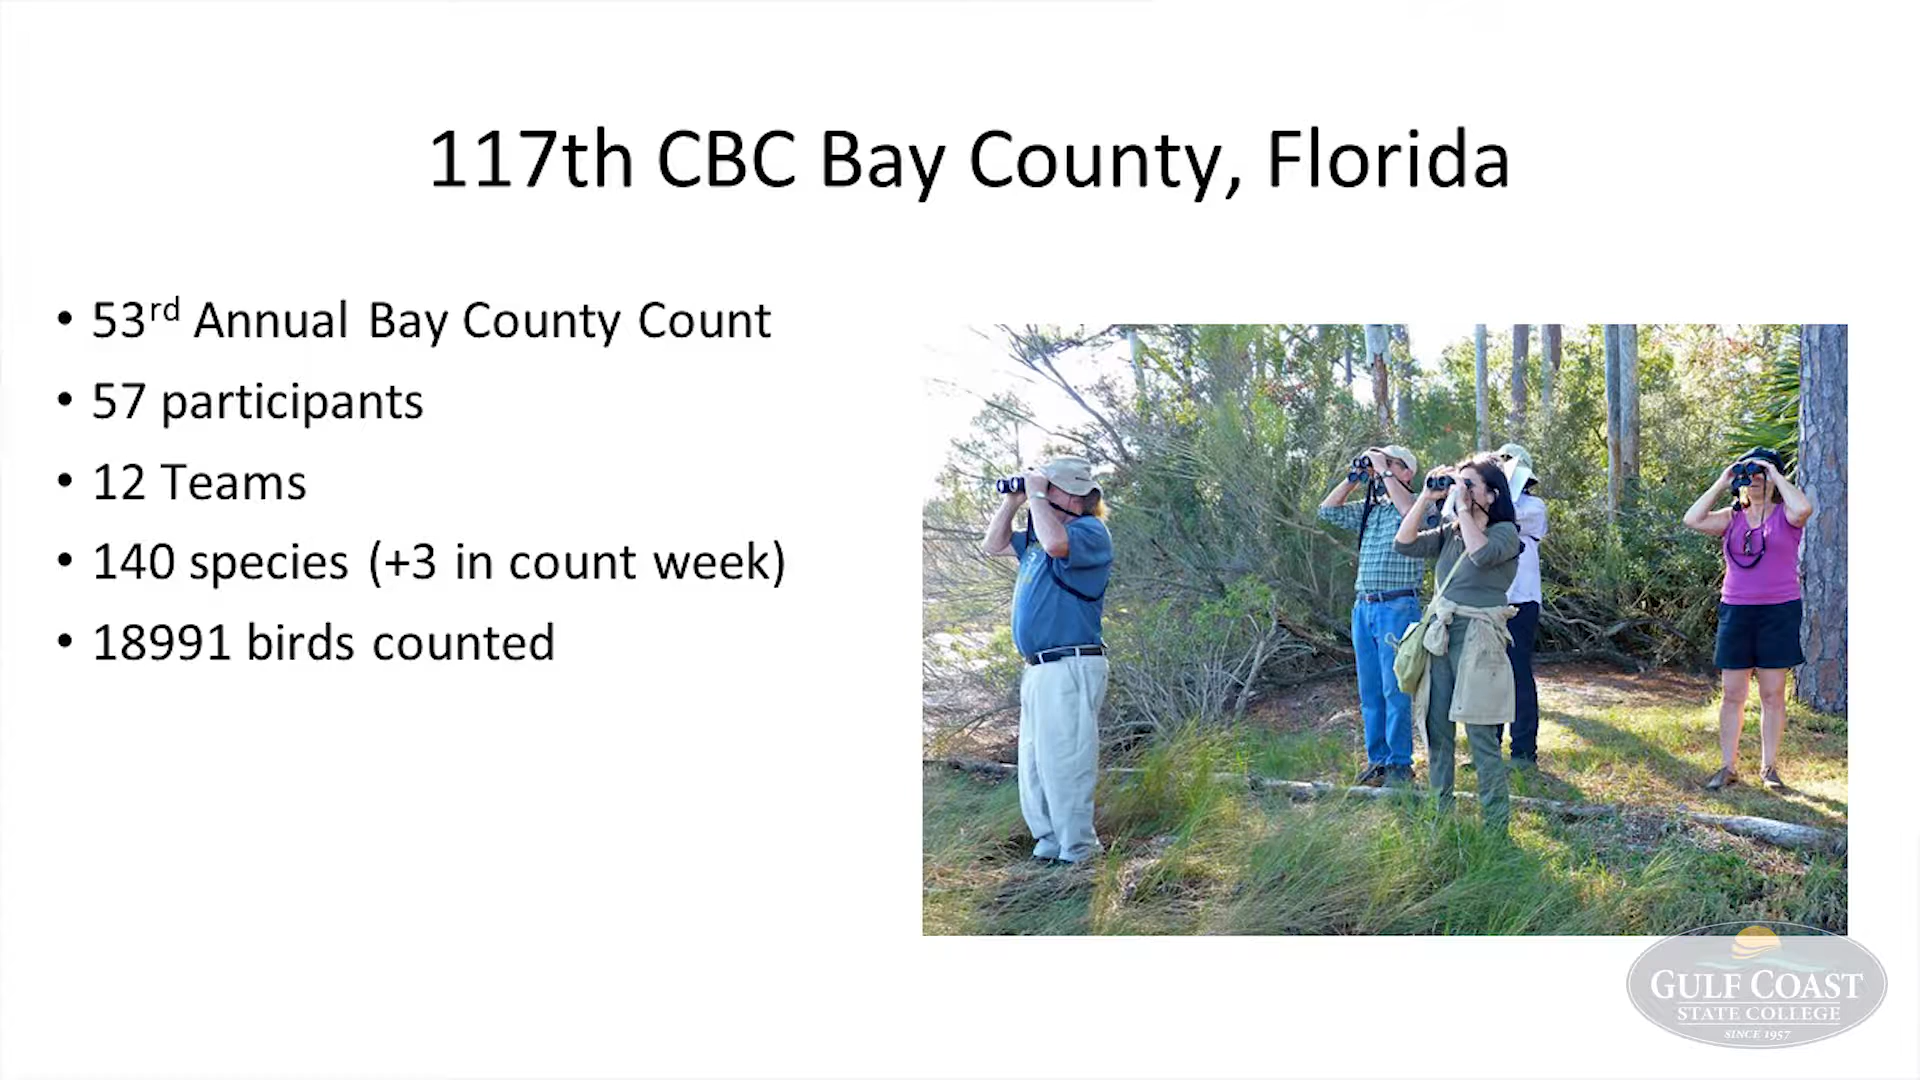 117th CBC Bay County, Florida
• 53rd Annual Bay County Count
• 57 participants
• 12 Teams
• 140 species (+3 in count week)
• 18991 birds counted
GULF COAST
STATE COLLEGE
SINCE 1957